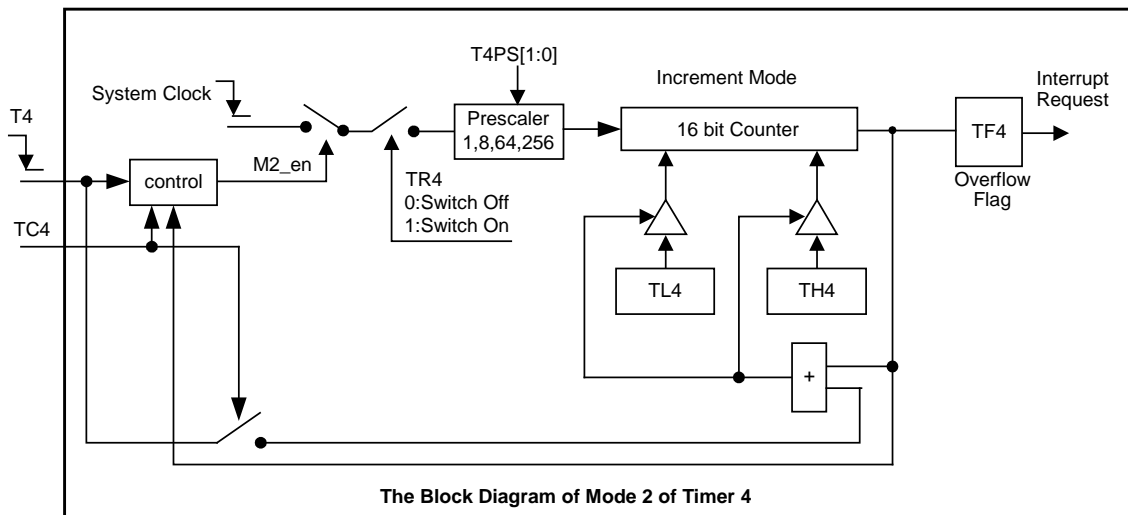 T4PS[1:0]
System Clock
T4
Increment Mode
Interrupt
Request
Prescaler
1,8,64,256
16 bit Counter
TF4
Overflow
Flag
control
M2_en
TR4
0:Switch Off
1:Switch On
TC4
TL4
TH4
+
The Block Diagram of Mode 2 of Timer 4